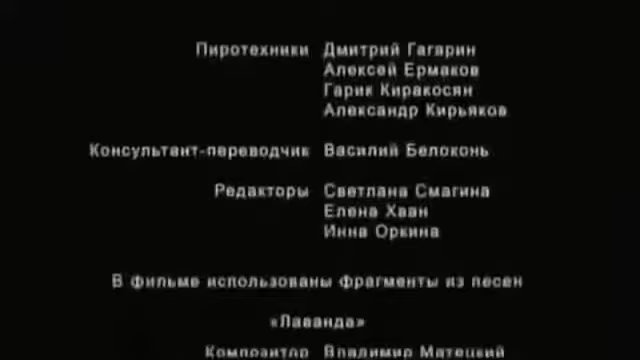 Пиротехники Дмитрий Гагарин
Алексей Ермаков
Гарик Киракосян
Александр Кирьяков
Консультант-переводчик Василий Белоконь
Редакторы Светлана Смагина
Елена Хван
Инна Оркина
В фильме использованы фрагменты из песен
«Лаванда»
Композитор Владимир Матецкий